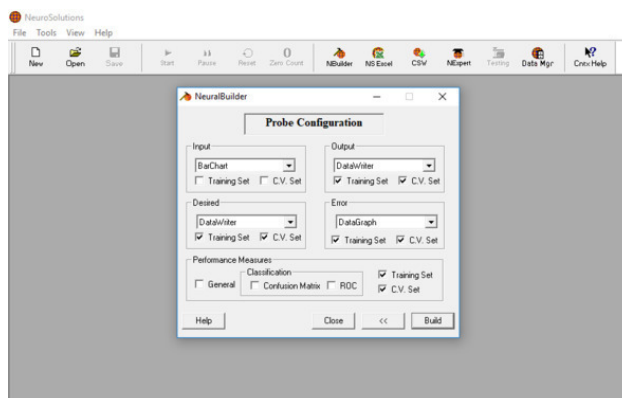 NeuroSolutions
File Tools View Help
New Open Save Start Pause Reset Zero Count NBuilder NS Excel CSV NExpert Testing Data Mgr Cntx Help
NeuralBuilder
Probe Configuration
Input Output
BarChart DataWriter
Training Set C.V. Set Training Set C.V. Set
Desired Error
DataWriter DataGraph
Training Set C.V. Set Training Set C.V. Set
Performance Measures
Classification Training Set
General Confusion Matrix ROC
C.V. Set
Help Close << Build